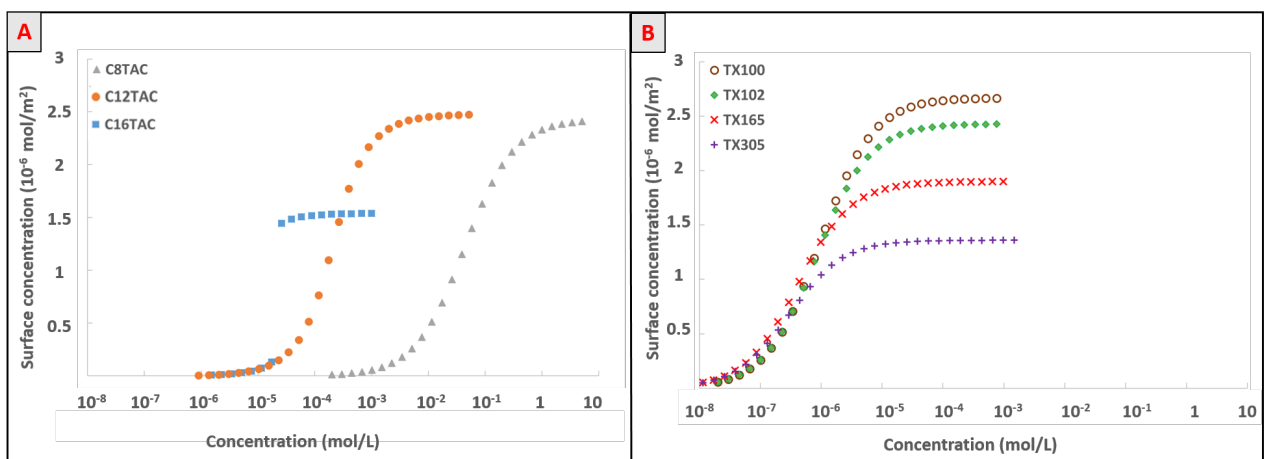 A
Surface concentration (10⁻⁶ mol/m²)
3
2.5
2
1.5
1
0.5
C8TAC
C12TAC
C16TAC
10⁻⁸ 10⁻⁷ 10⁻⁶ 10⁻⁵ 10⁻⁴ 10⁻³ 10⁻² 10⁻¹ 1 10
Concentration (mol/L)
B
Surface concentration (10⁻⁶ mol/m²)
3
2.5
2
1.5
1
0.5
TX100
TX102
TX165
TX305
10⁻⁸ 10⁻⁷ 10⁻⁶ 10⁻⁵ 10⁻⁴ 10⁻³ 10⁻² 10⁻¹ 1 10
Concentration (mol/L)